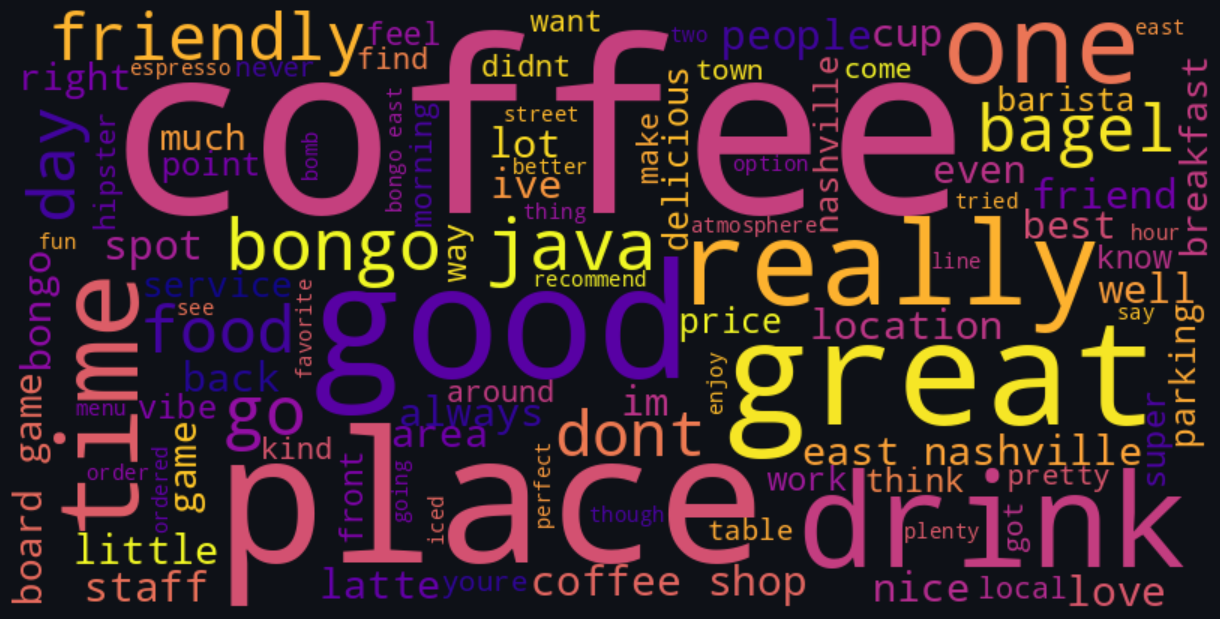 want
friendly
feel
two
people
cup
one
east
find
right
espresso
never
didnt
town
come
coffee
delicious
nashville
breakfast
barista
bagel
day
hipster
much
point
bomb
bongo east
morning
street
lot
better
ive
thing
make
option
even
friend
tried
fun
spot
bongo java
way
recommend
atmosphere
really
line
best
hour
know
well
say
bongo
service
see
food
favorite
good
price
location
great
parking
time
back
around
im
enjoy
menu
vibe
go
always
area
dont
east nashville
super
board game
kind
game
order
ordered
place
front
going
iced
perfect
though
table
work
think
pretty
drink
plenty
got
little
staff
latte
youre
coffee shop
nice
local
love